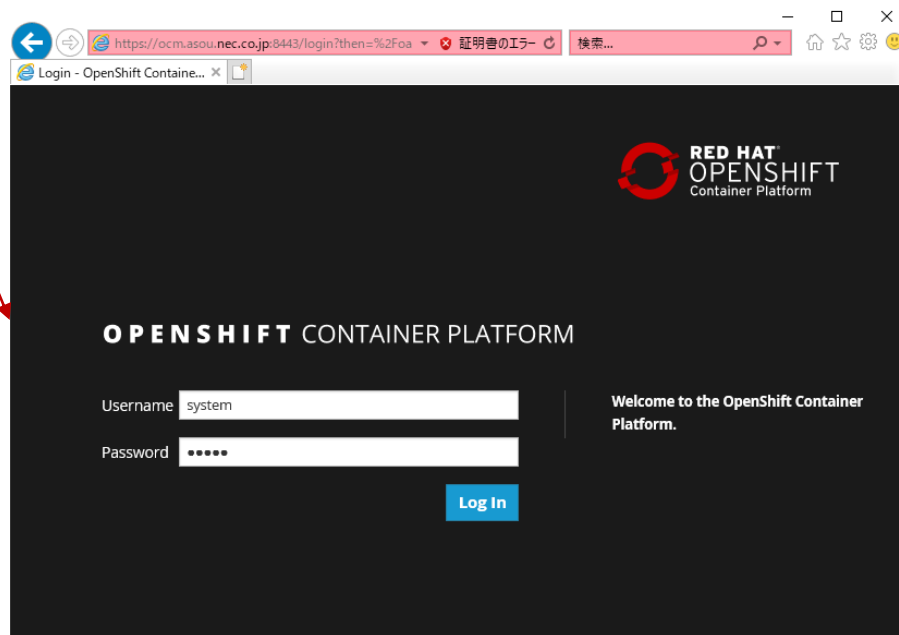 https://ocm.asou.nec.co.jp:8443/login?then=%2Foa
証明書のエラー
検索...
Login - OpenShift Containe...
RED HAT
OPENSHIFT
Container Platform
OPENSHIFT CONTAINER PLATFORM
Username system
Password •••••
Log In
Welcome to the OpenShift Container
Platform.